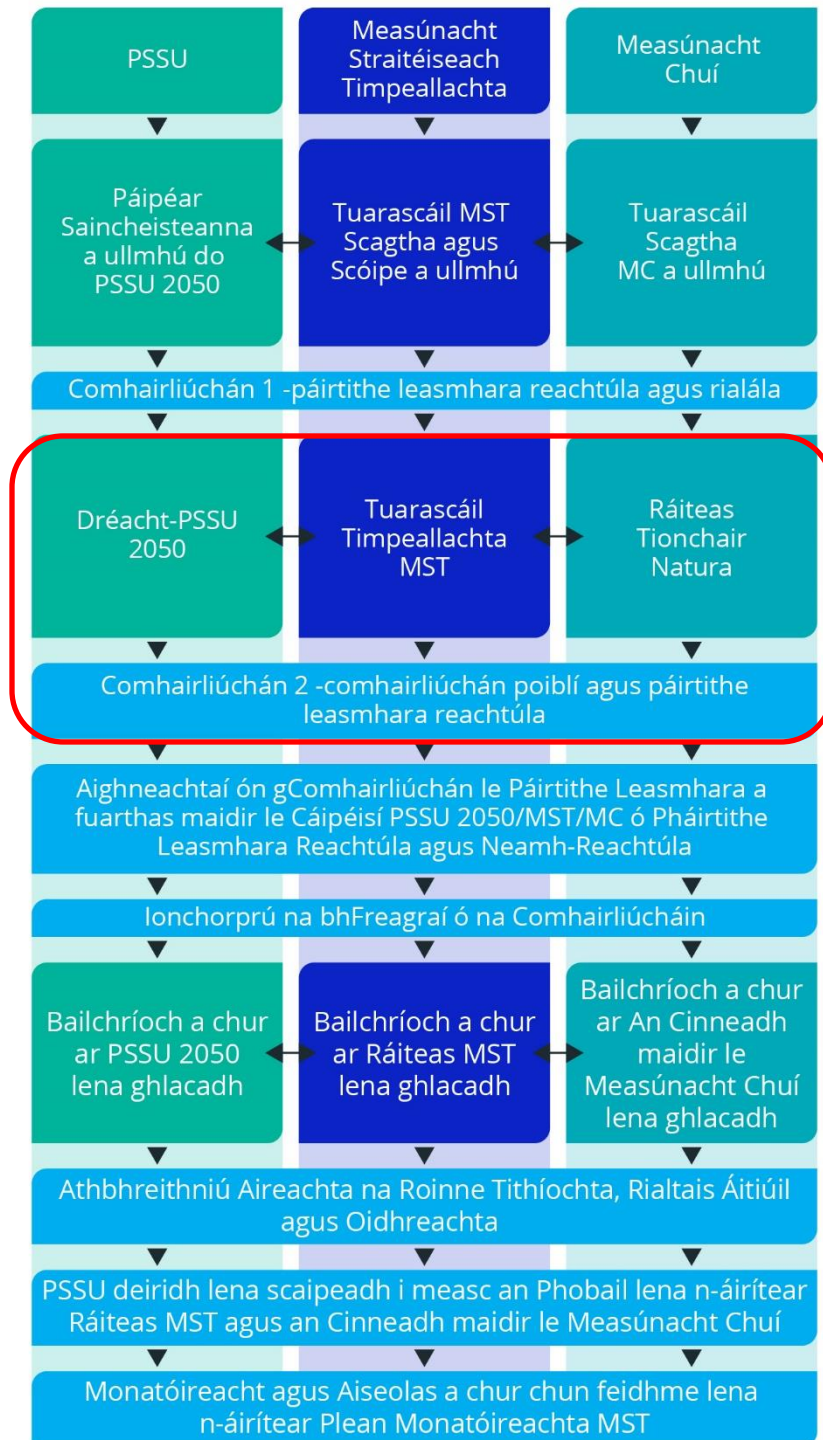 PSSU
Measúnacht
Straitéiseach
Timpeallachta
Measúnacht
Chuí
Páipéar
Saincheisteanna
a ullmhú do
PSSU 2050
Tuarascáil MST
Scagtha agus
Scóipe a ullmhú
Tuarascáil
Scagtha
MC a ullmhú
Comhairliúchán 1 -páirtithe leasmhara reachtúla agus rialála
Dréacht-PSSU
2050
Tuarascáil
Timpeallachta
MST
Ráiteas
Tionchair
Natura
Comhairliúchán 2 -comhairliúchán poiblí agus páirtithe
leasmhara reachtúla
Aighneachtaí ón gComhairliúchán le Páirtithe Leasmhara a
fuarthas maidir le Cáipéisí PSSU 2050/MST/MC ó Pháirtithe
Leasmhara Reachtúla agus Neamh-Reachtúla
Ionchorprú na bhFreagraí ó na Comhairliúcháin
Bailchríoch a chur
ar PSSU 2050
lena ghlacadh
Bailchríoch a chur
ar Ráiteas MST
lena ghlacadh
Bailchríoch a chur
ar An Cinneadh
maidir le
Measúnacht Chuí
lena ghlacadh
Athbhreithniú Aireachta na Roinne Tithíochta, Rialtais Áitiúil
agus Oidhreachta
PSSU deiridh lena scaipeadh i measc an Phobail lena n-áirítear
Ráiteas MST agus an Cinneadh maidir le Measúnacht Chuí
Monatóireacht agus Aiseolas a chur chun feidhme lena
n-áirítear Plean Monatóireachta MST